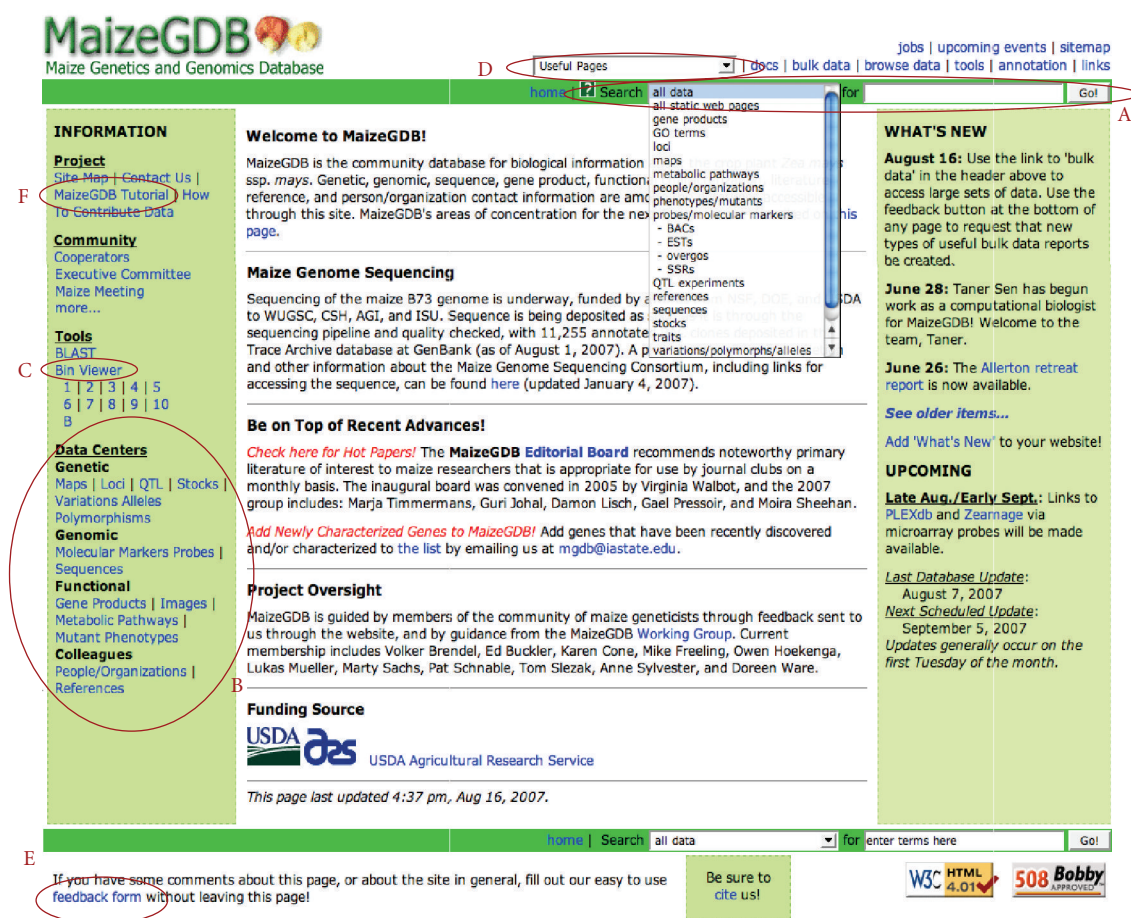 MaizeGDB
Maize Genetics and Genomics Database
jobs | upcoming events | sitemap
D
Useful Pages
| docs | bulk data | browse data | tools | annotation | links
home | ? Search all data for Go!
A
all data
all static web pages
gene products
GO terms
loci
maps
metabolic pathways
people/organizations
phenotypes/mutants
probes/molecular markers
- BACs
- ESTs
- overgos
- SSRs
QTL experiments
references
sequences
stocks
traits
variations/polymorphs/alleles
INFORMATION
Project
Site Map | Contact Us |
F
MaizeGDB Tutorial | How
To Contribute Data
Community
Cooperators
Executive Committee
Maize Meeting
more...
Tools
BLAST
C
Bin Viewer
1 | 2 | 3 | 4 | 5
6 | 7 | 8 | 9 | 10
B
Data Centers
Genetic
Maps | Loci | QTL | Stocks |
Variations Alleles
Polymorphisms
Genomic
Molecular Markers Probes |
Sequences
Functional
Gene Products | Images |
Metabolic Pathways |
Mutant Phenotypes
Colleagues
People/Organizations |
References
B
Welcome to MaizeGDB!
MaizeGDB is the community database for biological information
ssp. mays. Genetic, genomic, sequence, gene product, functional
reference, and person/organization contact information are
through this site. MaizeGDB's areas of concentration for the this
page.
Maize Genome Sequencing
Sequencing of the maize B73 genome is underway, funded by
to WUGSC, CSH, AGI, and ISU. Sequence is being deposited as
sequencing pipeline and quality checked, with 11,255
Trace Archive database at GenBank (as of August 1, 2007). A
and other information about the Maize Genome Sequencing Consortium, including links for
accessing the sequence, can be found here (updated January 4, 2007).
Be on Top of Recent Advances!
Check here for Hot Papers! The MaizeGDB Editorial Board recommends noteworthy primary
literature of interest to maize researchers that is appropriate for use by journal clubs on a
monthly basis. The inaugural board was convened in 2005 by Virginia Walbot, and the 2007
group includes: Marja Timmermans, Guri Johal, Damon Lisch, Gael Pressoir, and Moira Sheehan.
Add Newly Characterized Genes to MaizeGDB! Add genes that have been recently discovered
and/or characterized to the list by emailing us at mgdb@iastate.edu.
Project Oversight
MaizeGDB is guided by members of the community of maize geneticists through feedback sent to
us through the website, and by guidance from the MaizeGDB Working Group. Current
membership includes Volker Brendel, Ed Buckler, Karen Cone, Mike Freeling, Owen Hoekenga,
Lukas Mueller, Marty Sachs, Pat Schnable, Tom Slezak, Anne Sylvester, and Doreen Ware.
Funding Source
USDA ars USDA Agricultural Research Service
This page last updated 4:37 pm, Aug 16, 2007.
WHAT'S NEW
August 16: Use the link to 'bulk
data' in the header above to
access large sets of data. Use the
feedback button at the bottom of
any page to request that new
types of useful bulk data reports
be created.
June 28: Taner Sen has begun
work as a computational biologist
for MaizeGDB! Welcome to the
team, Taner.
June 26: The Allerton retreat
report is now available.
See older items...
Add 'What's New' to your website!
UPCOMING
Late Aug./Early Sept.: Links to
PLEXdb and Zearnage via
microarray probes will be made
available.
Last Database Update:
August 7, 2007
Next Scheduled Update:
September 5, 2007
Updates generally occur on the
first Tuesday of the month.
home | Search all data for enter terms here Go!
E
If you have some comments about this page, or about the site in general, fill out our easy to use
feedback form without leaving this page!
Be sure to
cite us!
W3C HTML 4.01
508 Bobby APPROVED